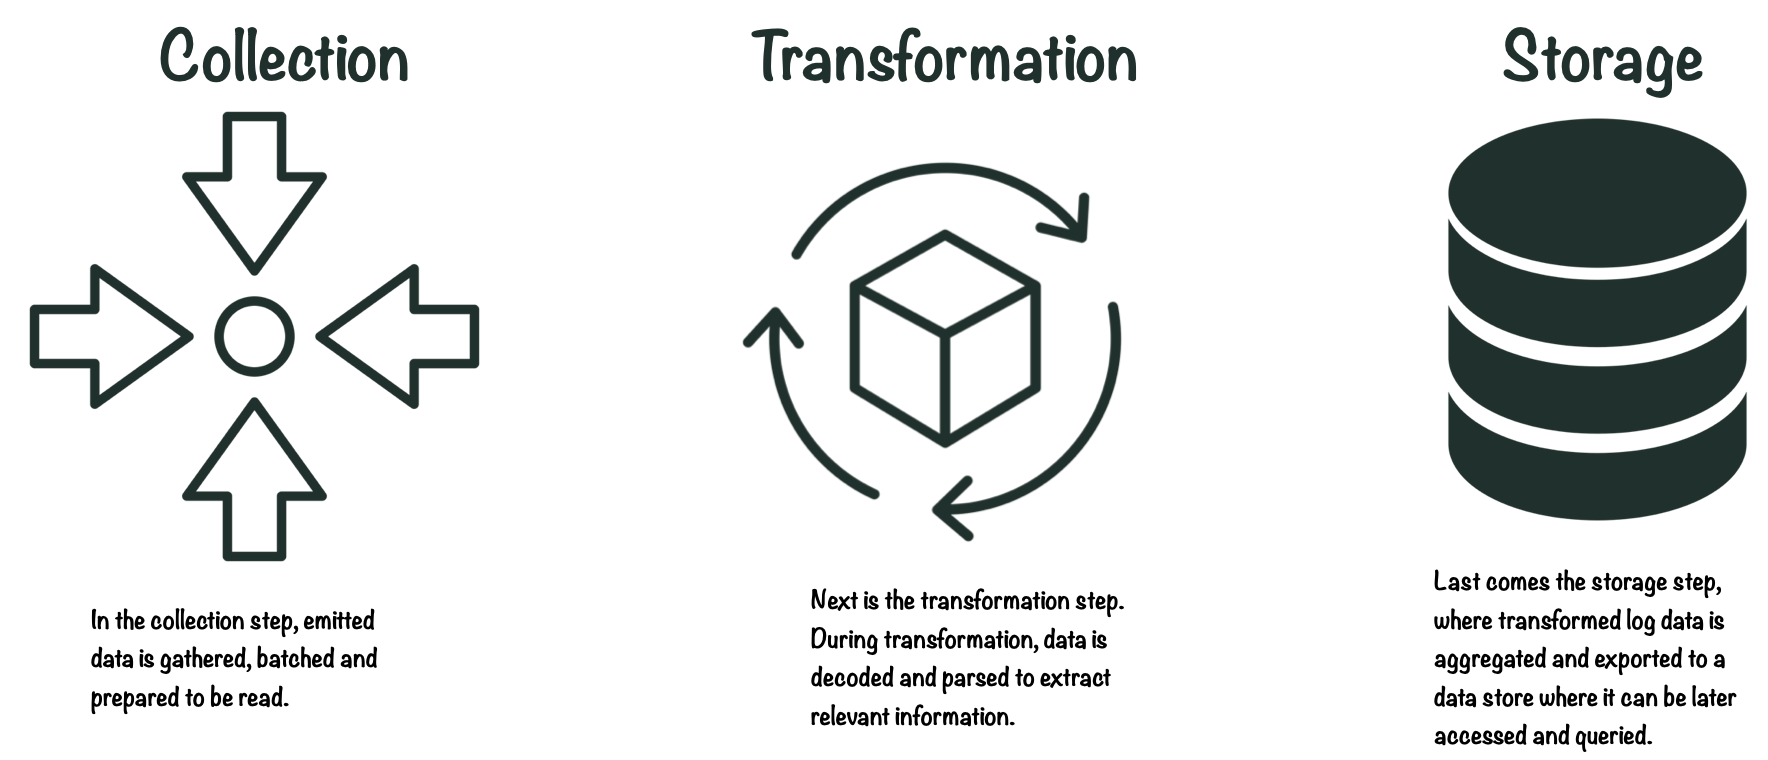 Collection
Transformation
Storage
In the collection step, emitted
data is gathered, batched and
prepared to be read.
Next is the transformation step.
During transformation, data is
decoded and parsed to extract
relevant information.
Last comes the storage step,
where transformed log data is
aggregated and exported to a
data store where it can be later
accessed and queried.